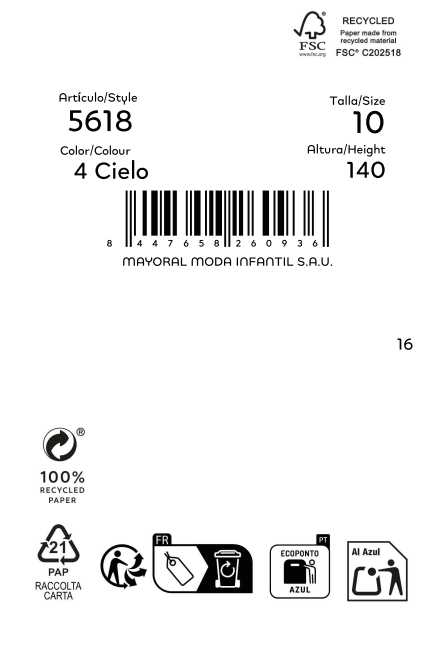 RECYCLED
Paper made from
recycled material
FSC
www.fsc.org
FSC® C202518
Artículo/Style
5618
Talla/Size
10
Color/Colour
4 Cielo
Altura/Height
140
8 447658 260936
MAYORAL MODA INFANTIL S.A.U.
16
®
100%
RECYCLED
PAPER
21
PAP
RACCOLTA
CARTA
FR
PT
ECOPONTO
AZUL
Al Azul